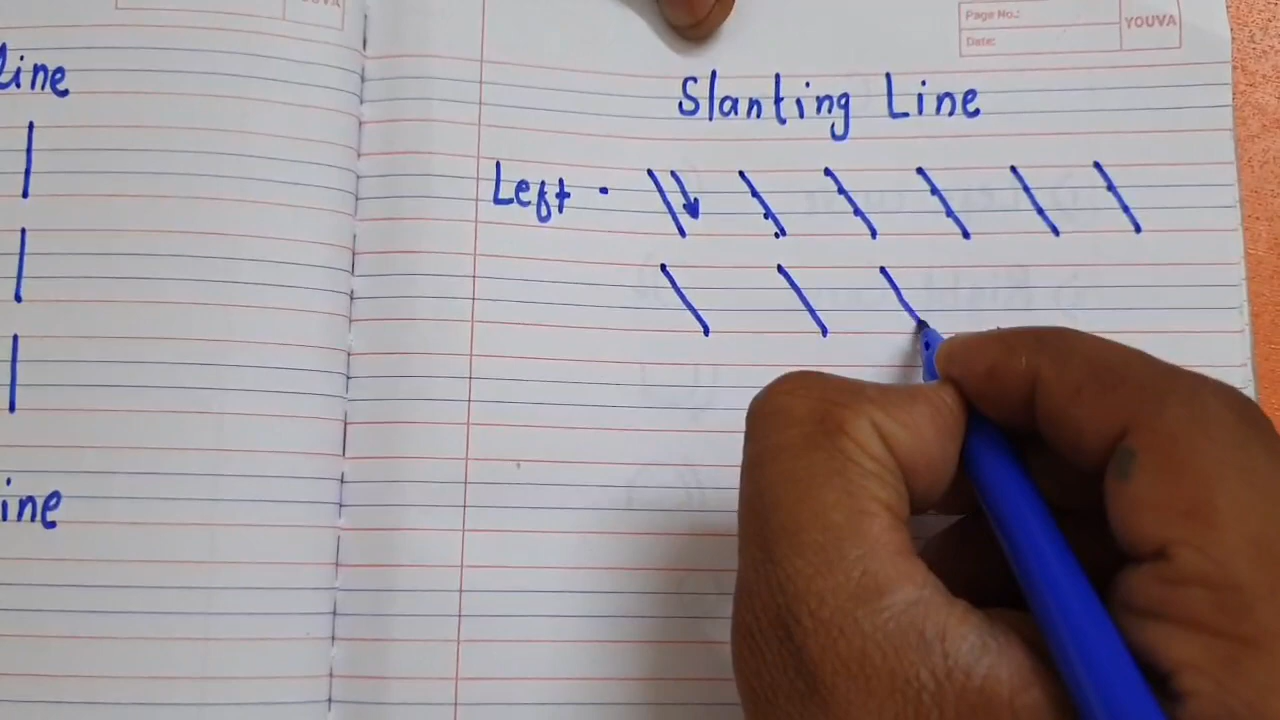 line
ine
Page No.:
Date:
YOUVA
Slanting Line
Left -